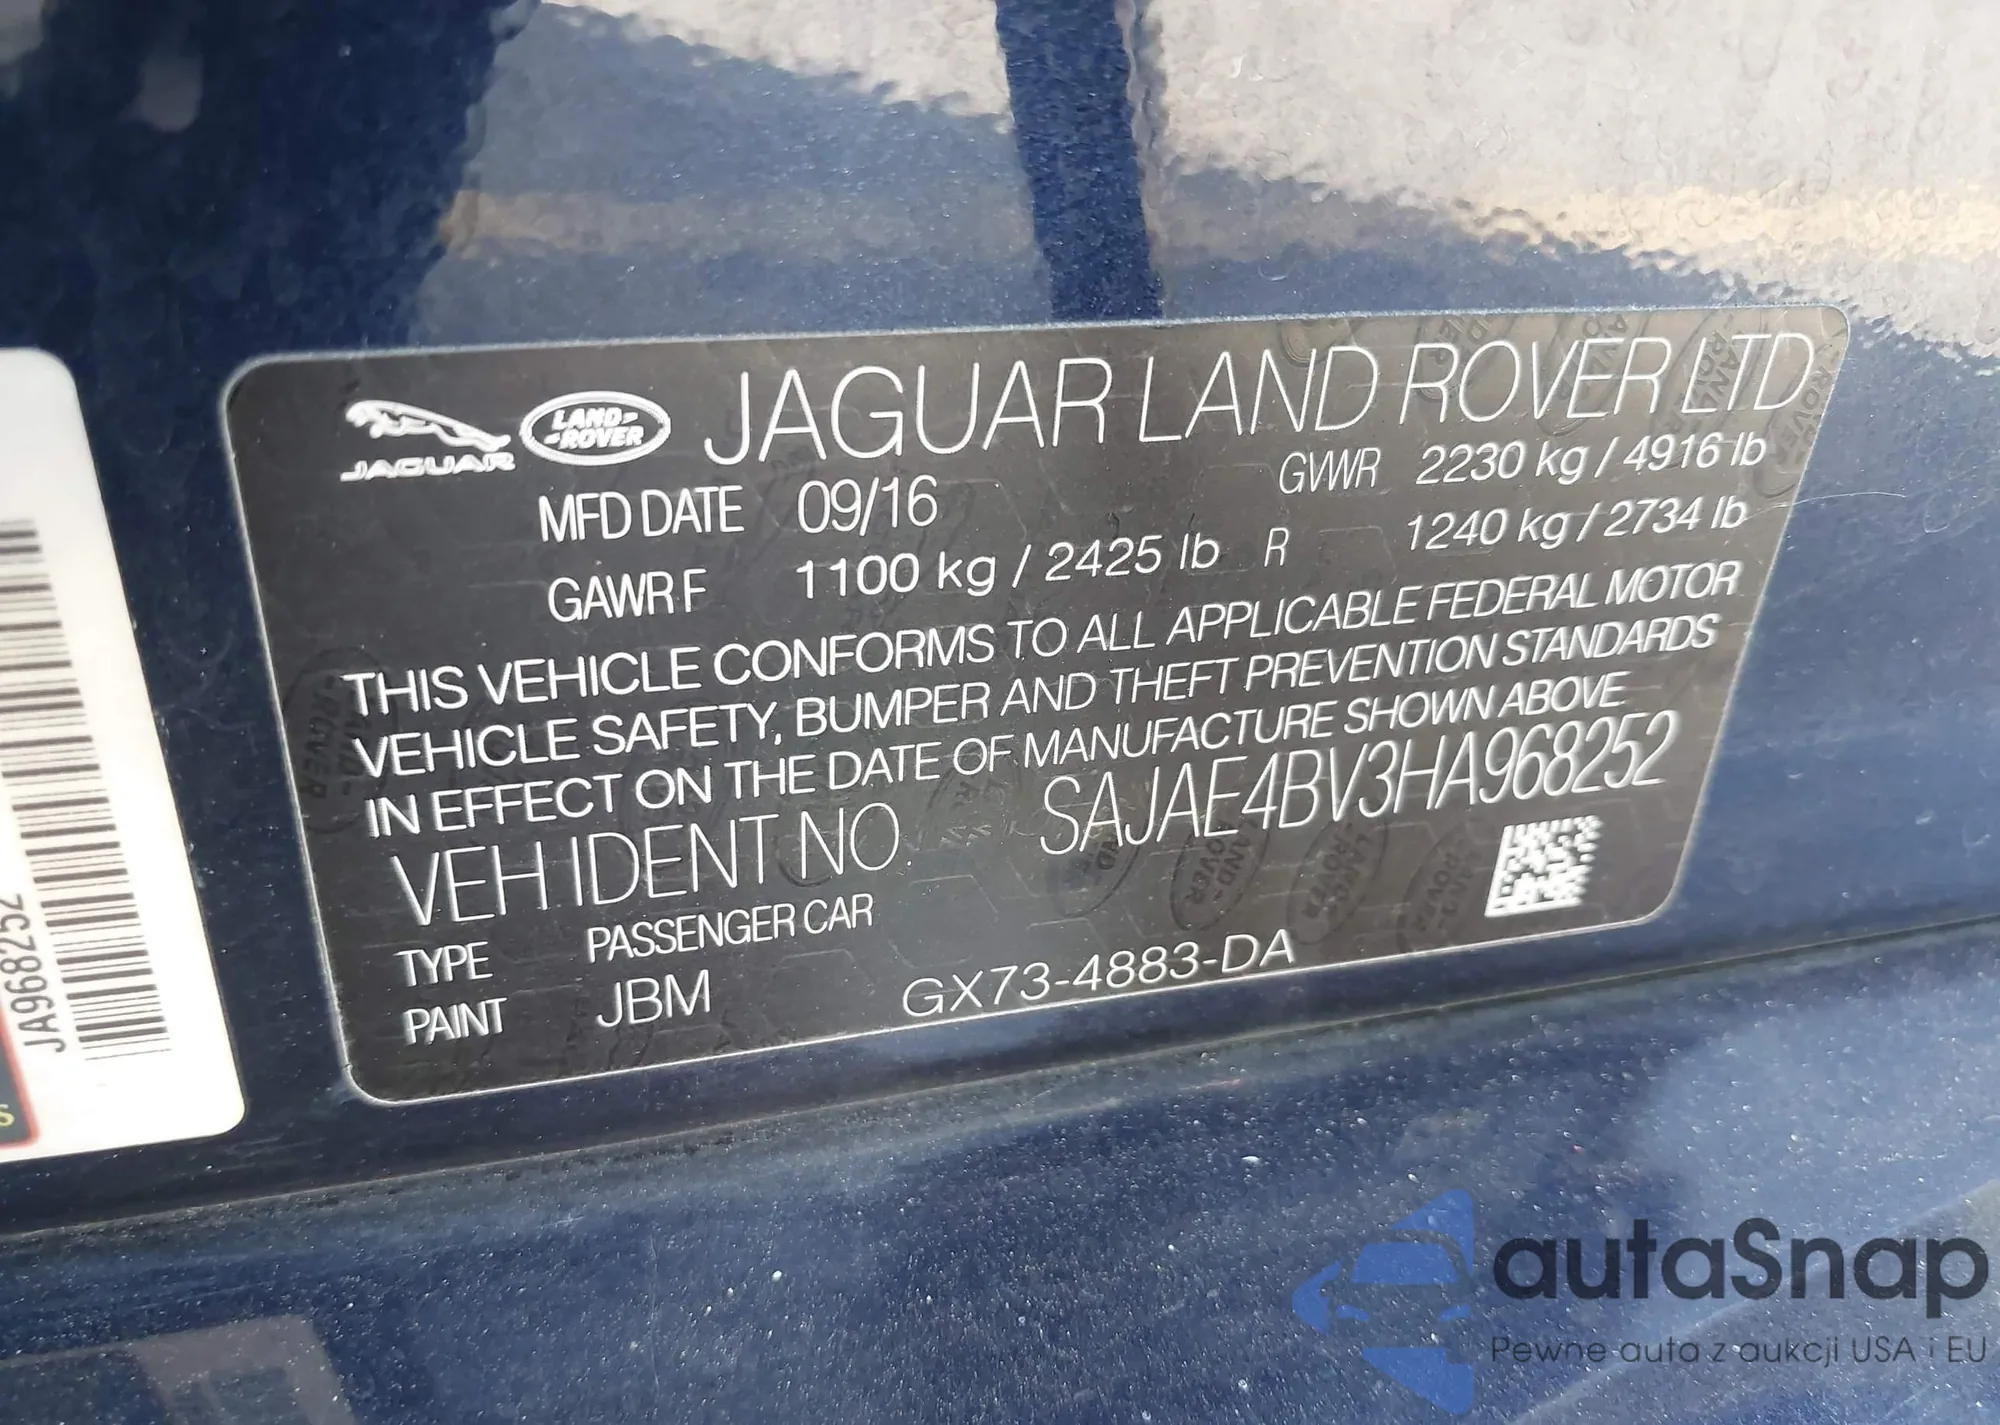 JAGUAR
LAND-
-ROVER
JAGUAR LAND ROVER LTD
MFD DATE 09/16 GVWR 2230 kg / 4916 lb
GAWR F 1100 kg / 2425 lb R 1240 kg / 2734 lb
THIS VEHICLE CONFORMS TO ALL APPLICABLE FEDERAL MOTOR
VEHICLE SAFETY, BUMPER AND THEFT PREVENTION STANDARDS
IN EFFECT ON THE DATE OF MANUFACTURE SHOWN ABOVE
VEH IDENT NO. SAJAE4BV3HA968252
TYPE PASSENGER CAR
PAINT JBM GX73-4883-DA
JA968252
autaSnap
Pewne auta z aukcji USA i EU